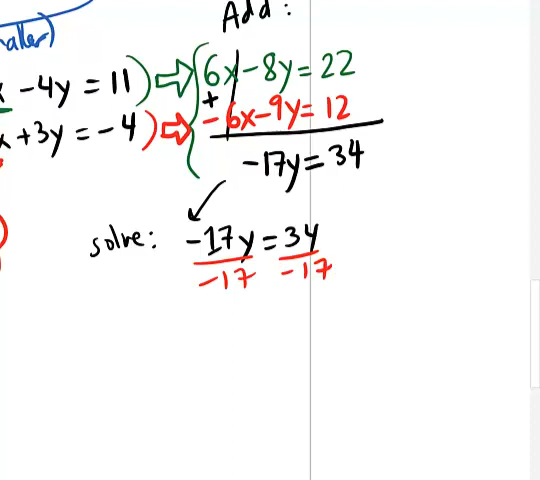 aller)
Add:
x - 4y = 11) ⇒ 6x - 8y = 22
x + 3y = -4) ⇒ + -6x - 9y = 12
-17y = 34
solve: -17y = 34
-17 -17